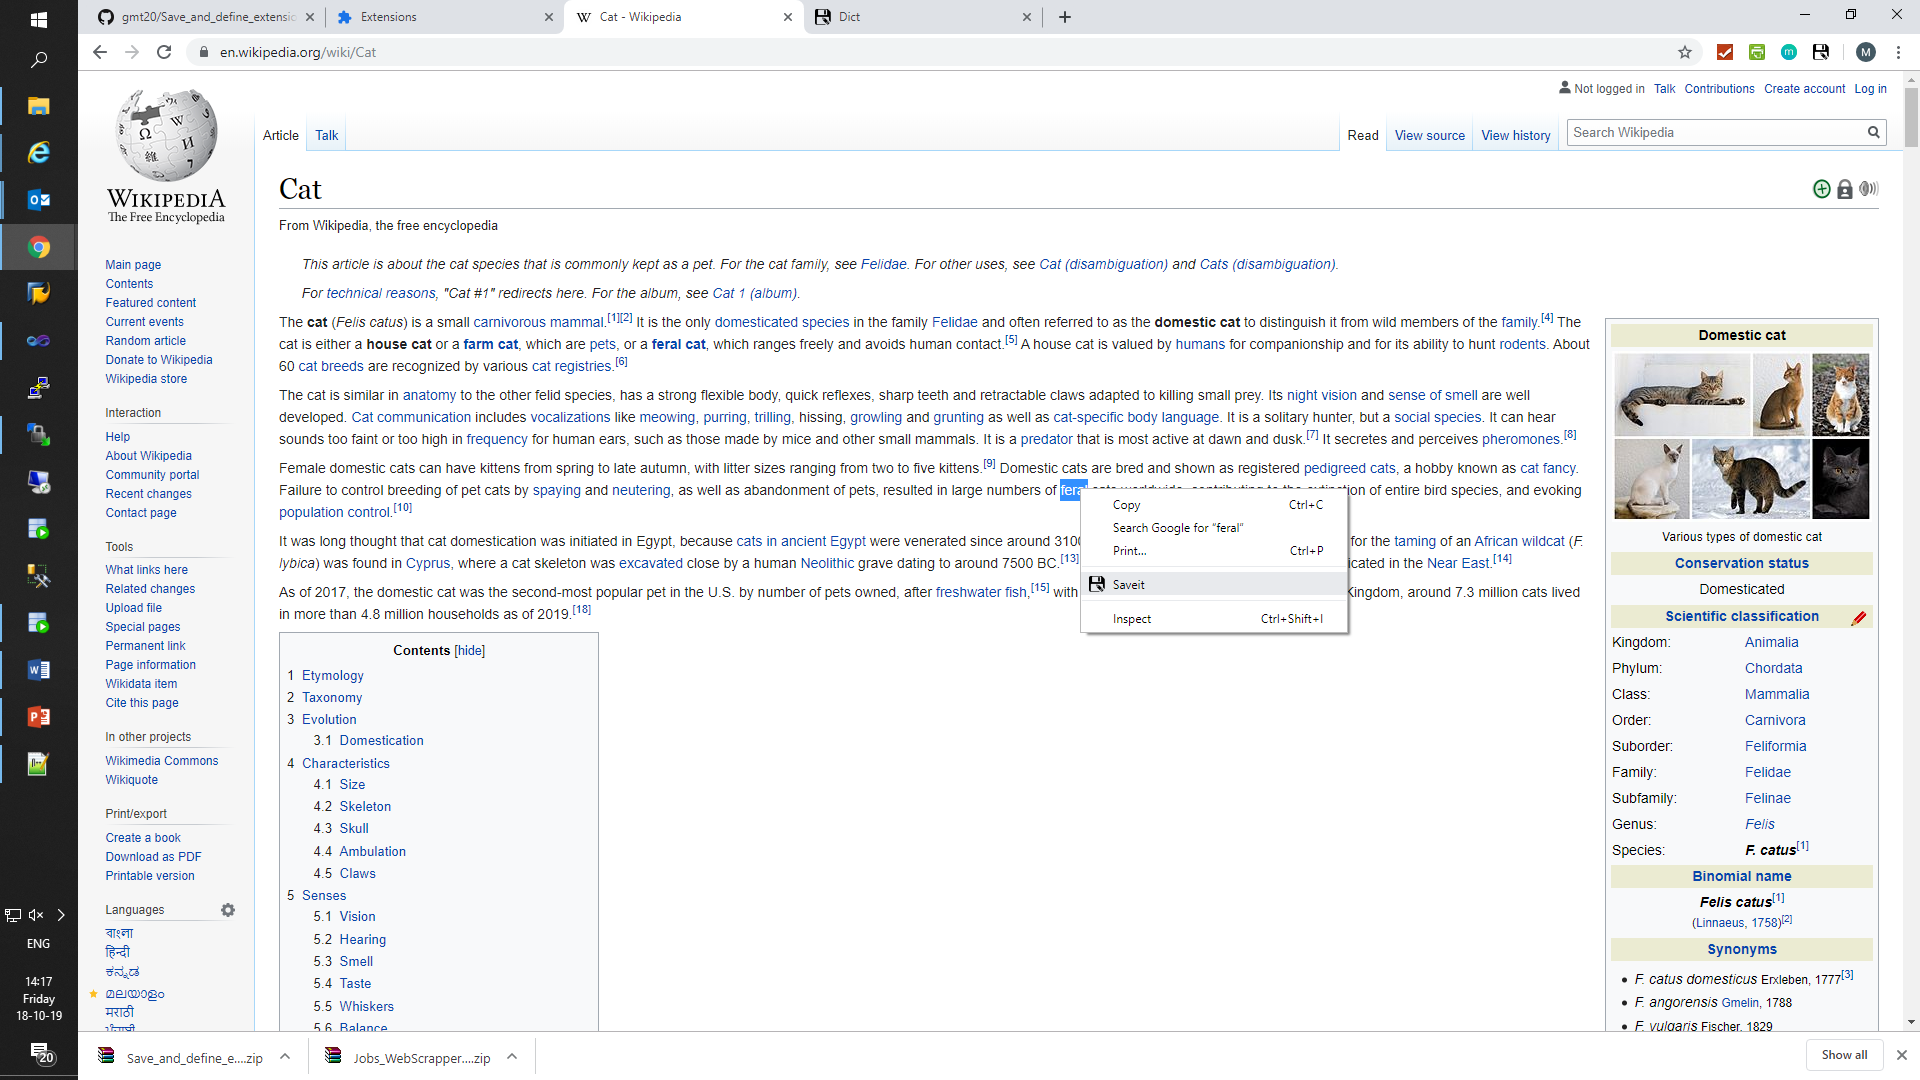 gmt20/Save_and_define_extensio
Extensions
Cat - Wikipedia
Dict
en.wikipedia.org/wiki/Cat
M
Not logged in Talk Contributions Create account Log in
WIKIPEDIA
The Free Encyclopedia
Article Talk
Read View source View history
Search Wikipedia
Cat
From Wikipedia, the free encyclopedia
This article is about the cat species that is commonly kept as a pet. For the cat family, see Felidae. For other uses, see Cat (disambiguation) and Cats (disambiguation).
For technical reasons, "Cat #1" redirects here. For the album, see Cat 1 (album).
The cat (Felis catus) is a small carnivorous mammal.[1][2] It is the only domesticated species in the family Felidae and often referred to as the domestic cat to distinguish it from wild members of the family.[4] The
cat is either a house cat or a farm cat, which are pets, or a feral cat, which ranges freely and avoids human contact.[5] A house cat is valued by humans for companionship and for its ability to hunt rodents. About
60 cat breeds are recognized by various cat registries.[6]
The cat is similar in anatomy to the other felid species, has a strong flexible body, quick reflexes, sharp teeth and retractable claws adapted to killing small prey. Its night vision and sense of smell are well
developed. Cat communication includes vocalizations like meowing, purring, trilling, hissing, growling and grunting as well as cat-specific body language. It is a solitary hunter, but a social species. It can hear
sounds too faint or too high in frequency for human ears, such as those made by mice and other small mammals. It is a predator that is most active at dawn and dusk.[7] It secretes and perceives pheromones.[8]
Female domestic cats can have kittens from spring to late autumn, with litter sizes ranging from two to five kittens.[9] Domestic cats are bred and shown as registered pedigreed cats, a hobby known as cat fancy.
Failure to control breeding of pet cats by spaying and neutering, as well as abandonment of pets, resulted in large numbers of feral cats worldwide, contributing to the extinction of entire bird species, and evoking
population control.[10]
It was long thought that cat domestication was initiated in Egypt, because cats in ancient Egypt were venerated since around 3100 for the taming of an African wildcat (F.
lybica) was found in Cyprus, where a cat skeleton was excavated close by a human Neolithic grave dating to around 7500 BC.[13] icated in the Near East.[14]
As of 2017, the domestic cat was the second-most popular pet in the U.S. by number of pets owned, after freshwater fish,[15] with Kingdom, around 7.3 million cats lived
in more than 4.8 million households as of 2019.[18]
Copy Ctrl+C
Search Google for “feral”
Print... Ctrl+P
Saveit
Inspect Ctrl+Shift+I
Contents [hide]
1 Etymology
2 Taxonomy
3 Evolution
3.1 Domestication
4 Characteristics
4.1 Size
4.2 Skeleton
4.3 Skull
4.4 Ambulation
4.5 Claws
5 Senses
5.1 Vision
5.2 Hearing
5.3 Smell
5.4 Taste
5.5 Whiskers
5.6 Balance
Domestic cat
Various types of domestic cat
Conservation status
Domesticated
Scientific classification
Kingdom: Animalia
Phylum: Chordata
Class: Mammalia
Order: Carnivora
Suborder: Feliformia
Family: Felidae
Subfamily: Felinae
Genus: Felis
Species: F. catus[1]
Binomial name
Felis catus[1]
(Linnaeus, 1758)[2]
Synonyms
• F. catus domesticus Erxleben, 1777[3]
• F. angorensis Gmelin, 1788
• F. vulgaris Fischer, 1829
Main page
Contents
Featured content
Current events
Random article
Donate to Wikipedia
Wikipedia store
Interaction
Help
About Wikipedia
Community portal
Recent changes
Contact page
Tools
What links here
Related changes
Upload file
Special pages
Permanent link
Page information
Wikidata item
Cite this page
In other projects
Wikimedia Commons
Wikiquote
Print/export
Create a book
Download as PDF
Printable version
Languages
বাংলা
हिन्दी
ಕನ್ನಡ
മലയാളം
मराठी
ਪੰਜਾਬੀ
ENG
14:17
Friday
18-10-19
20
Save_and_define_e....zip
Jobs_WebScrapper....zip
Show all